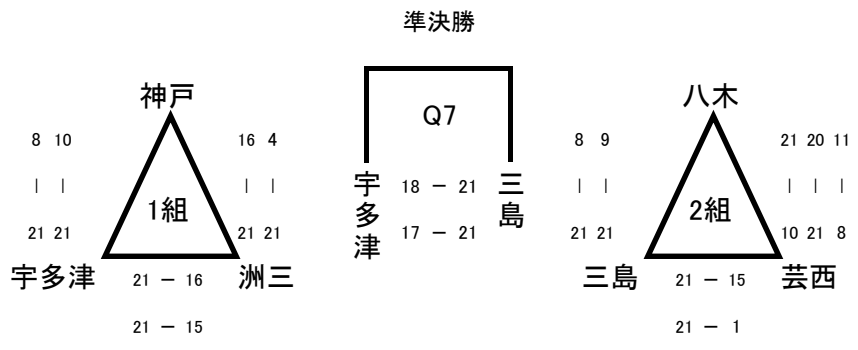 準決勝
神戸
8 10
| |
21 21
16 4
| |
21 21
1組
宇多津
洲三
21 － 16
21 － 15
Q7
宇多津
三島
18 － 21
17 － 21
八木
8 9
| |
21 21
21 20 11
| | |
10 21 8
2組
三島
芸西
21 － 15
21 － 1